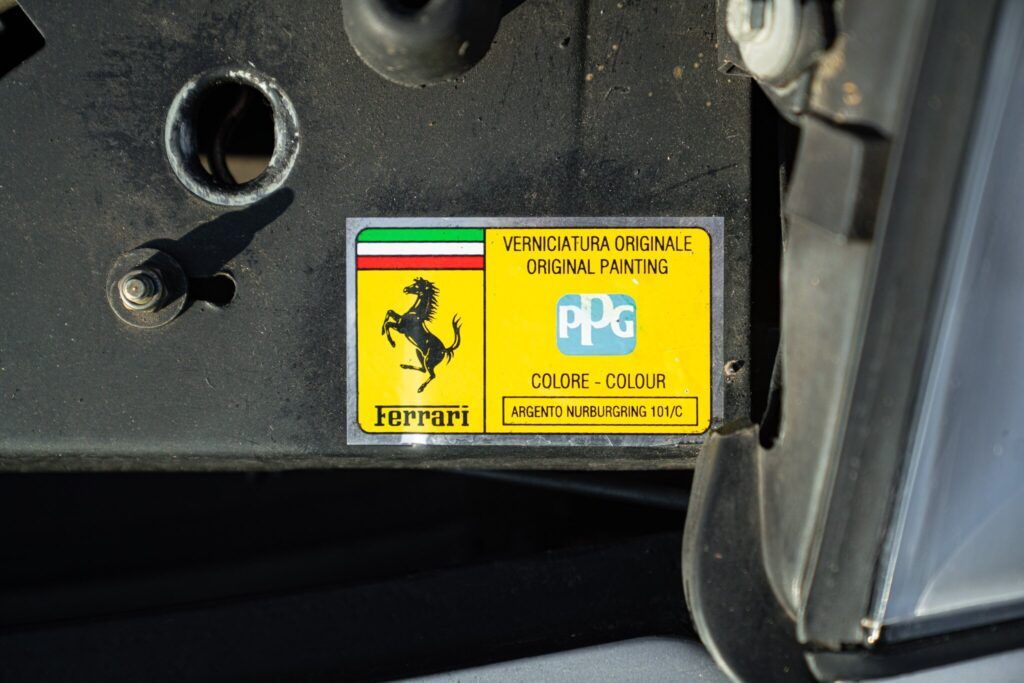 VERNICIATURA ORIGINALE
ORIGINAL PAINTING
PPG
COLORE - COLOUR
ARGENTO NURBURGRING 101/C
Ferrari